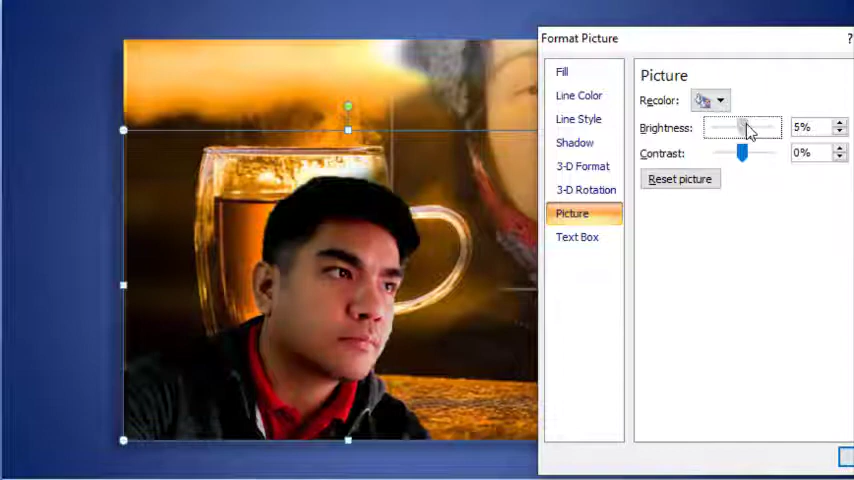 Format Picture
?
Fill
Line Color
Line Style
Shadow
3-D Format
3-D Rotation
Picture
Text Box
Picture
Recolor:
Brightness: 5%
Contrast: 0%
Reset picture